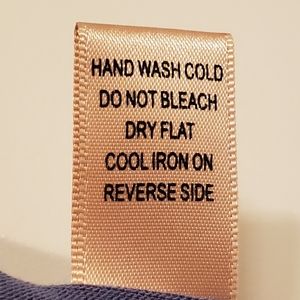 HAND WASH COLD
DO NOT BLEACH
DRY FLAT
COOL IRON ON
REVERSE SIDE